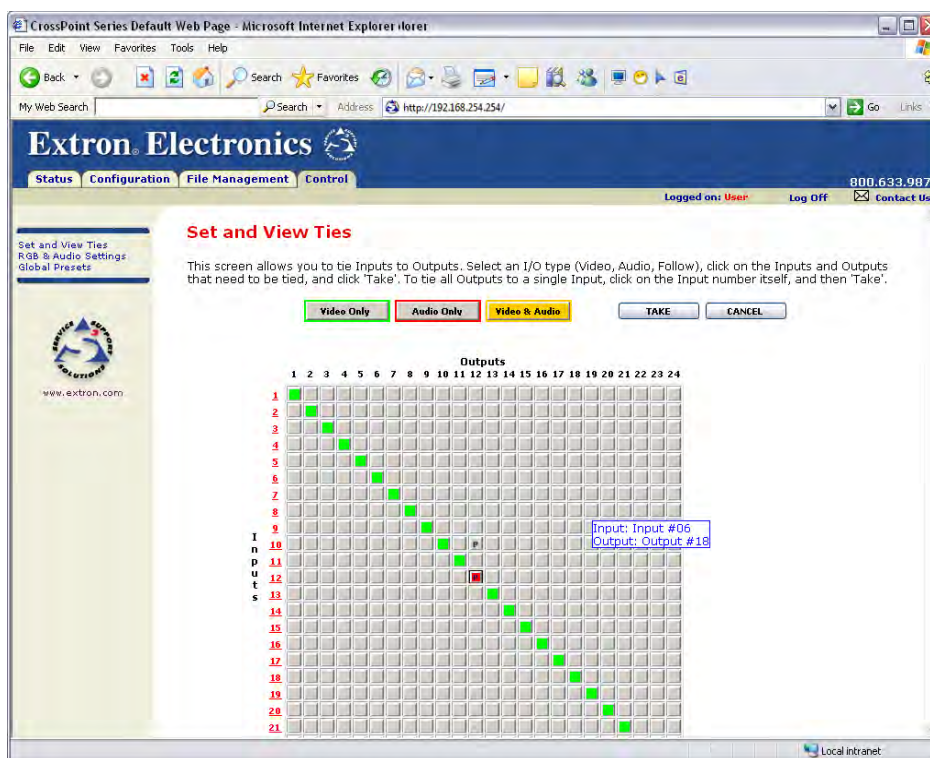 CrossPoint Series Default Web Page - Microsoft Internet Explorer
File Edit View Favorites Tools Help
Back Search Favorites
My Web Search Search Address http://192.168.254.254/ Go Links
Extron® Electronics
Status Configuration File Management Control
800.633.987
Logged on: User Log Off Contact Us
Set and View Ties
RGB & Audio Settings
Global Presets
SERVICE SUPPORT SOLUTIONS
www.extron.com
Set and View Ties
This screen allows you to tie Inputs to Outputs. Select an I/O type (Video, Audio, Follow), click on the Inputs and Outputs
that need to be tied, and click 'Take'. To tie all Outputs to a single Input, click on the Input number itself, and then 'Take'.
Video Only Audio Only Video & Audio TAKE CANCEL
Outputs
1 2 3 4 5 6 7 8 9 10 11 12 13 14 15 16 17 18 19 20 21 22 23 24
Inputs
1
2
3
4
5
6
7
8
9
10 P
11
12
13
14
15
16
17
18
19
20
21
Input: Input #06
Output: Output #18
Local intranet